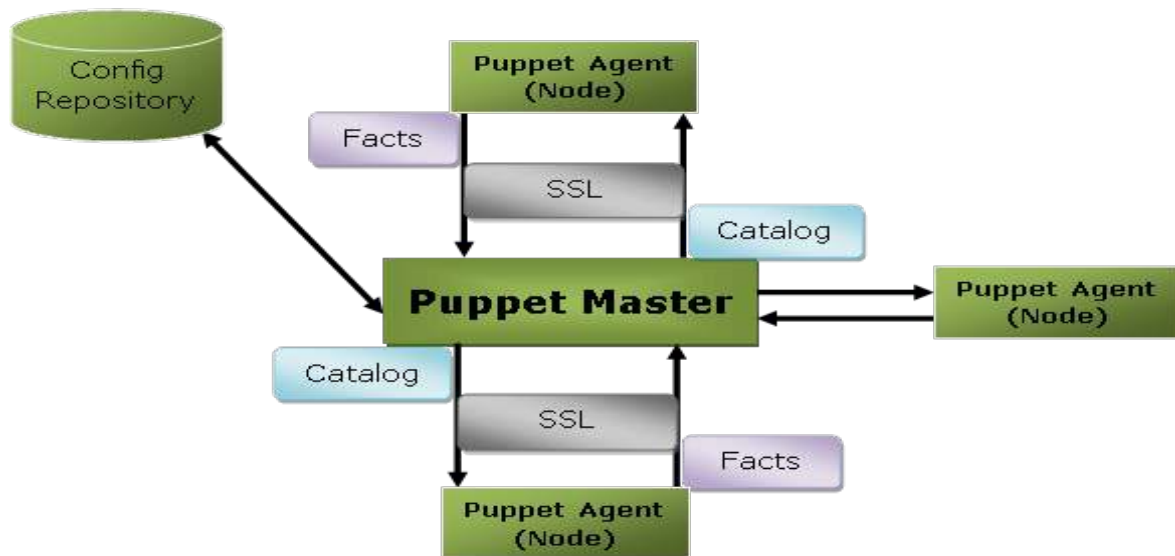 Config
Repository
Puppet Agent
(Node)
Facts
SSL
Catalog
Puppet Master
Puppet Agent
(Node)
Catalog
SSL
Facts
Puppet Agent
(Node)